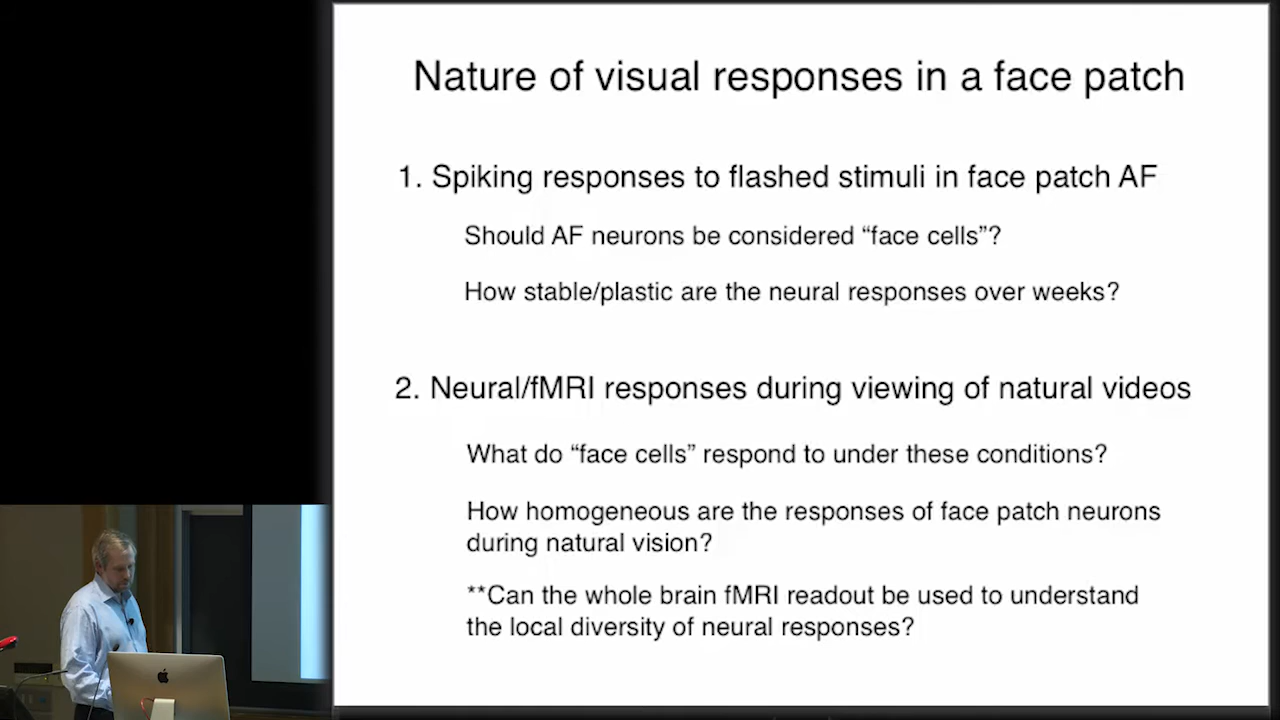 Nature of visual responses in a face patch
1. Spiking responses to flashed stimuli in face patch AF
Should AF neurons be considered “face cells”?
How stable/plastic are the neural responses over weeks?
2. Neural/fMRI responses during viewing of natural videos
What do “face cells” respond to under these conditions?
How homogeneous are the responses of face patch neurons
during natural vision?
**Can the whole brain fMRI readout be used to understand
the local diversity of neural responses?